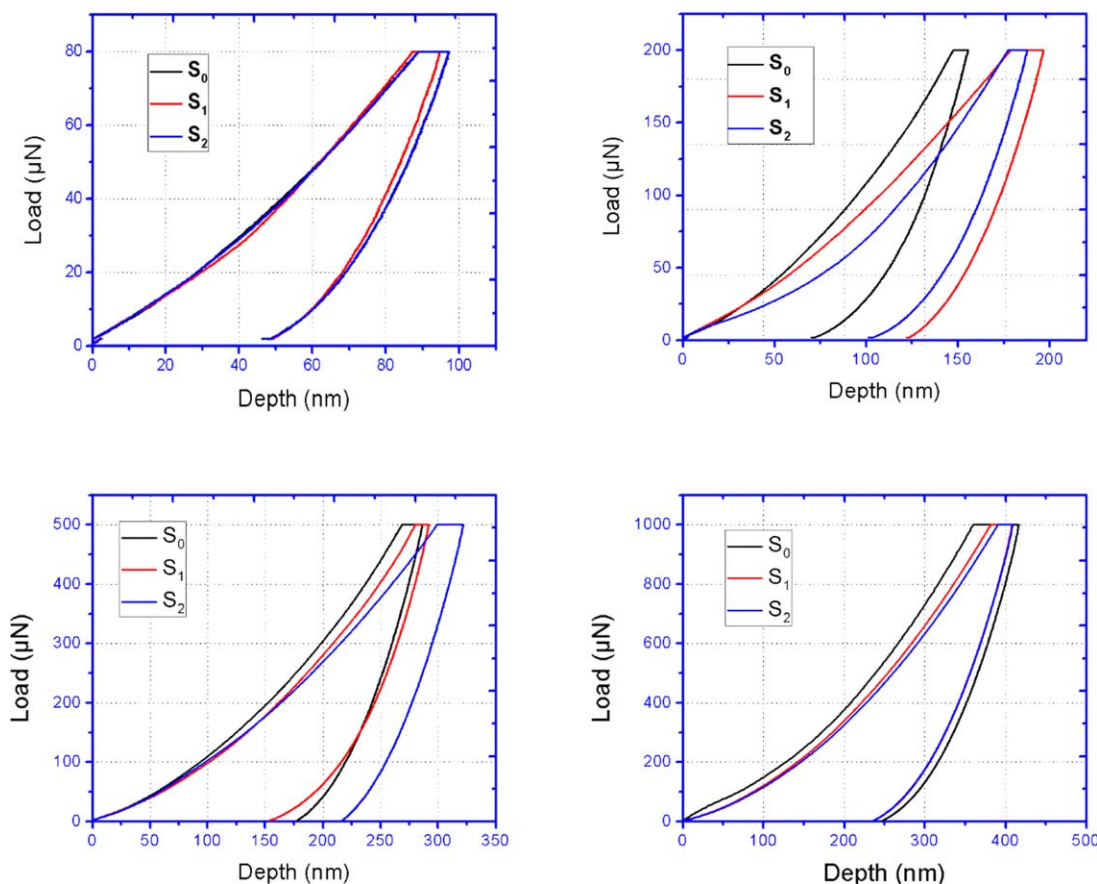 80
60
40
20
0
Load (µN)
S0
S1
S2
0 20 40 60 80 100
Depth (nm)
200
150
100
50
0
Load (µN)
S0
S1
S2
0 50 100 150 200
Depth (nm)
500
400
300
200
100
0
Load (µN)
S0
S1
S2
0 50 100 150 200 250 300 350
Depth (nm)
1000
800
600
400
200
0
Load (µN)
S0
S1
S2
0 100 200 300 400 500
Depth (nm)